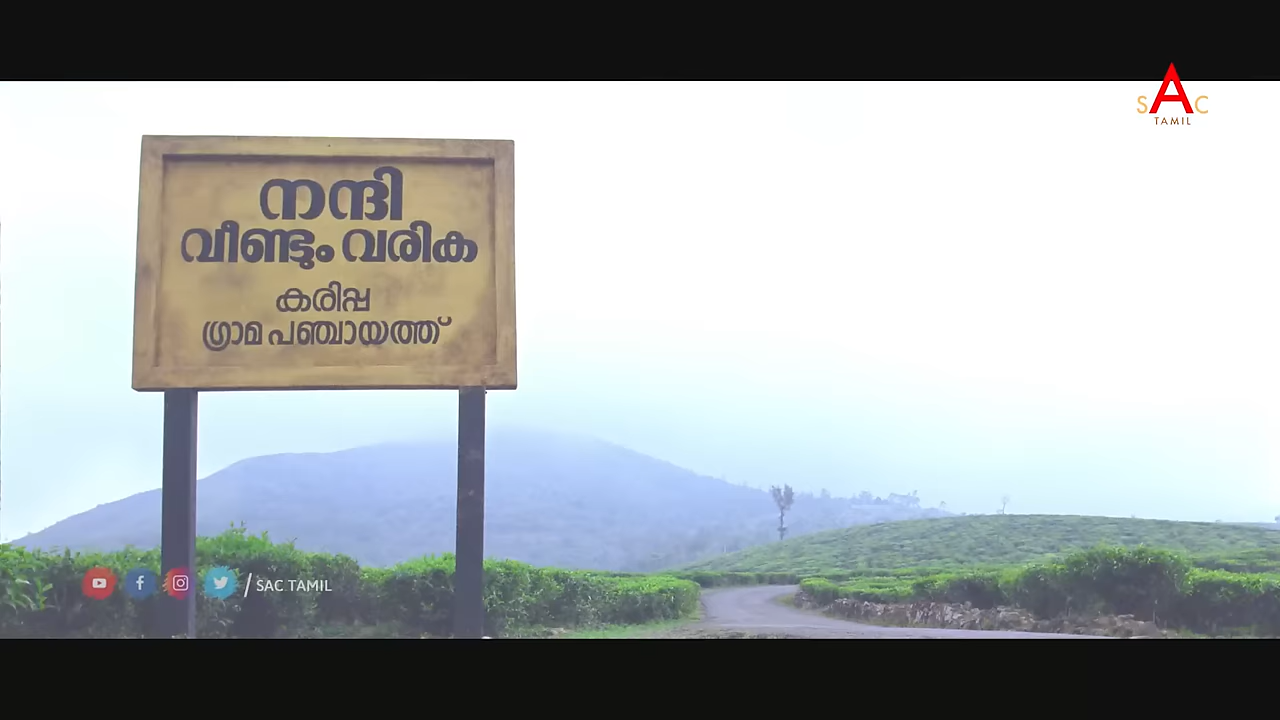 നന്ദി
വീണ്ടും വരിക
കരിപ്പ
ഗ്രാമ പഞ്ചായത്ത്
SAC
TAMIL
/ SAC TAMIL